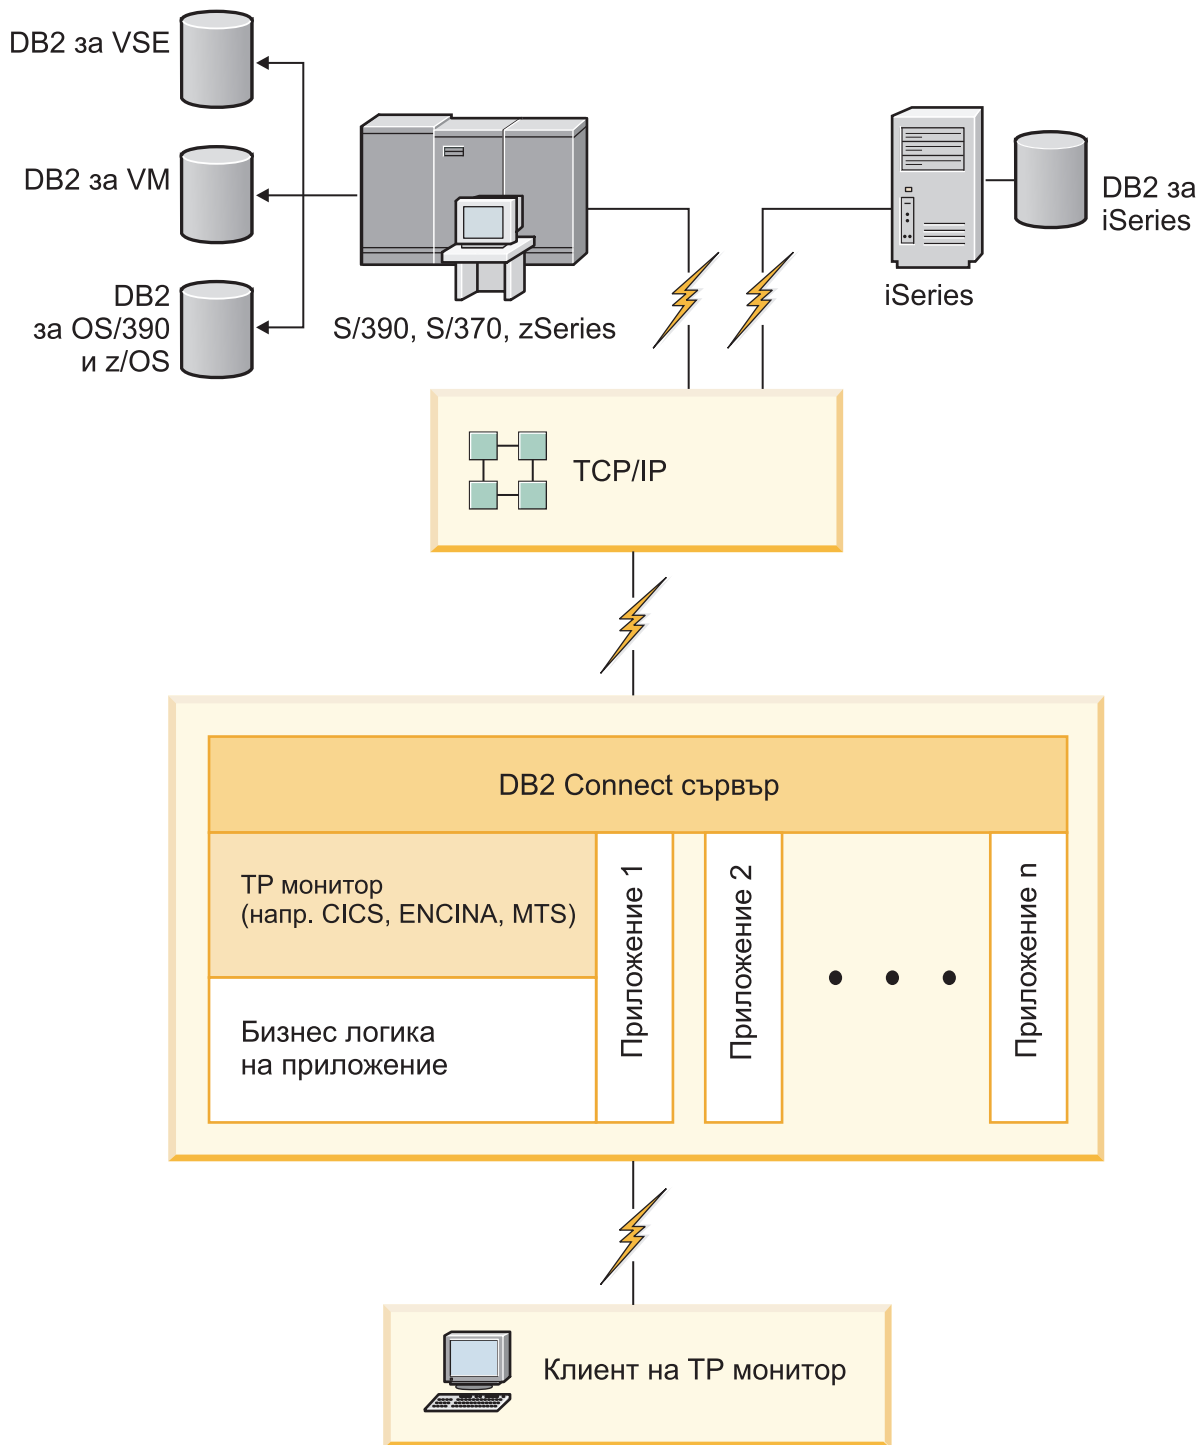 DB2 за VSE
DB2 за VM
DB2
за OS/390
и z/OS
S/390, S/370, zSeries
iSeries
DB2 за
iSeries
TCP/IP
DB2 Connect сървър
TP монитор
(напр. CICS, ENCINA, MTS)
Бизнес логика
на приложение
Приложение 1
Приложение 2
Приложение n
Клиент на TP монитор